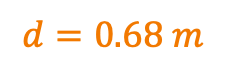 d = 0.68 m